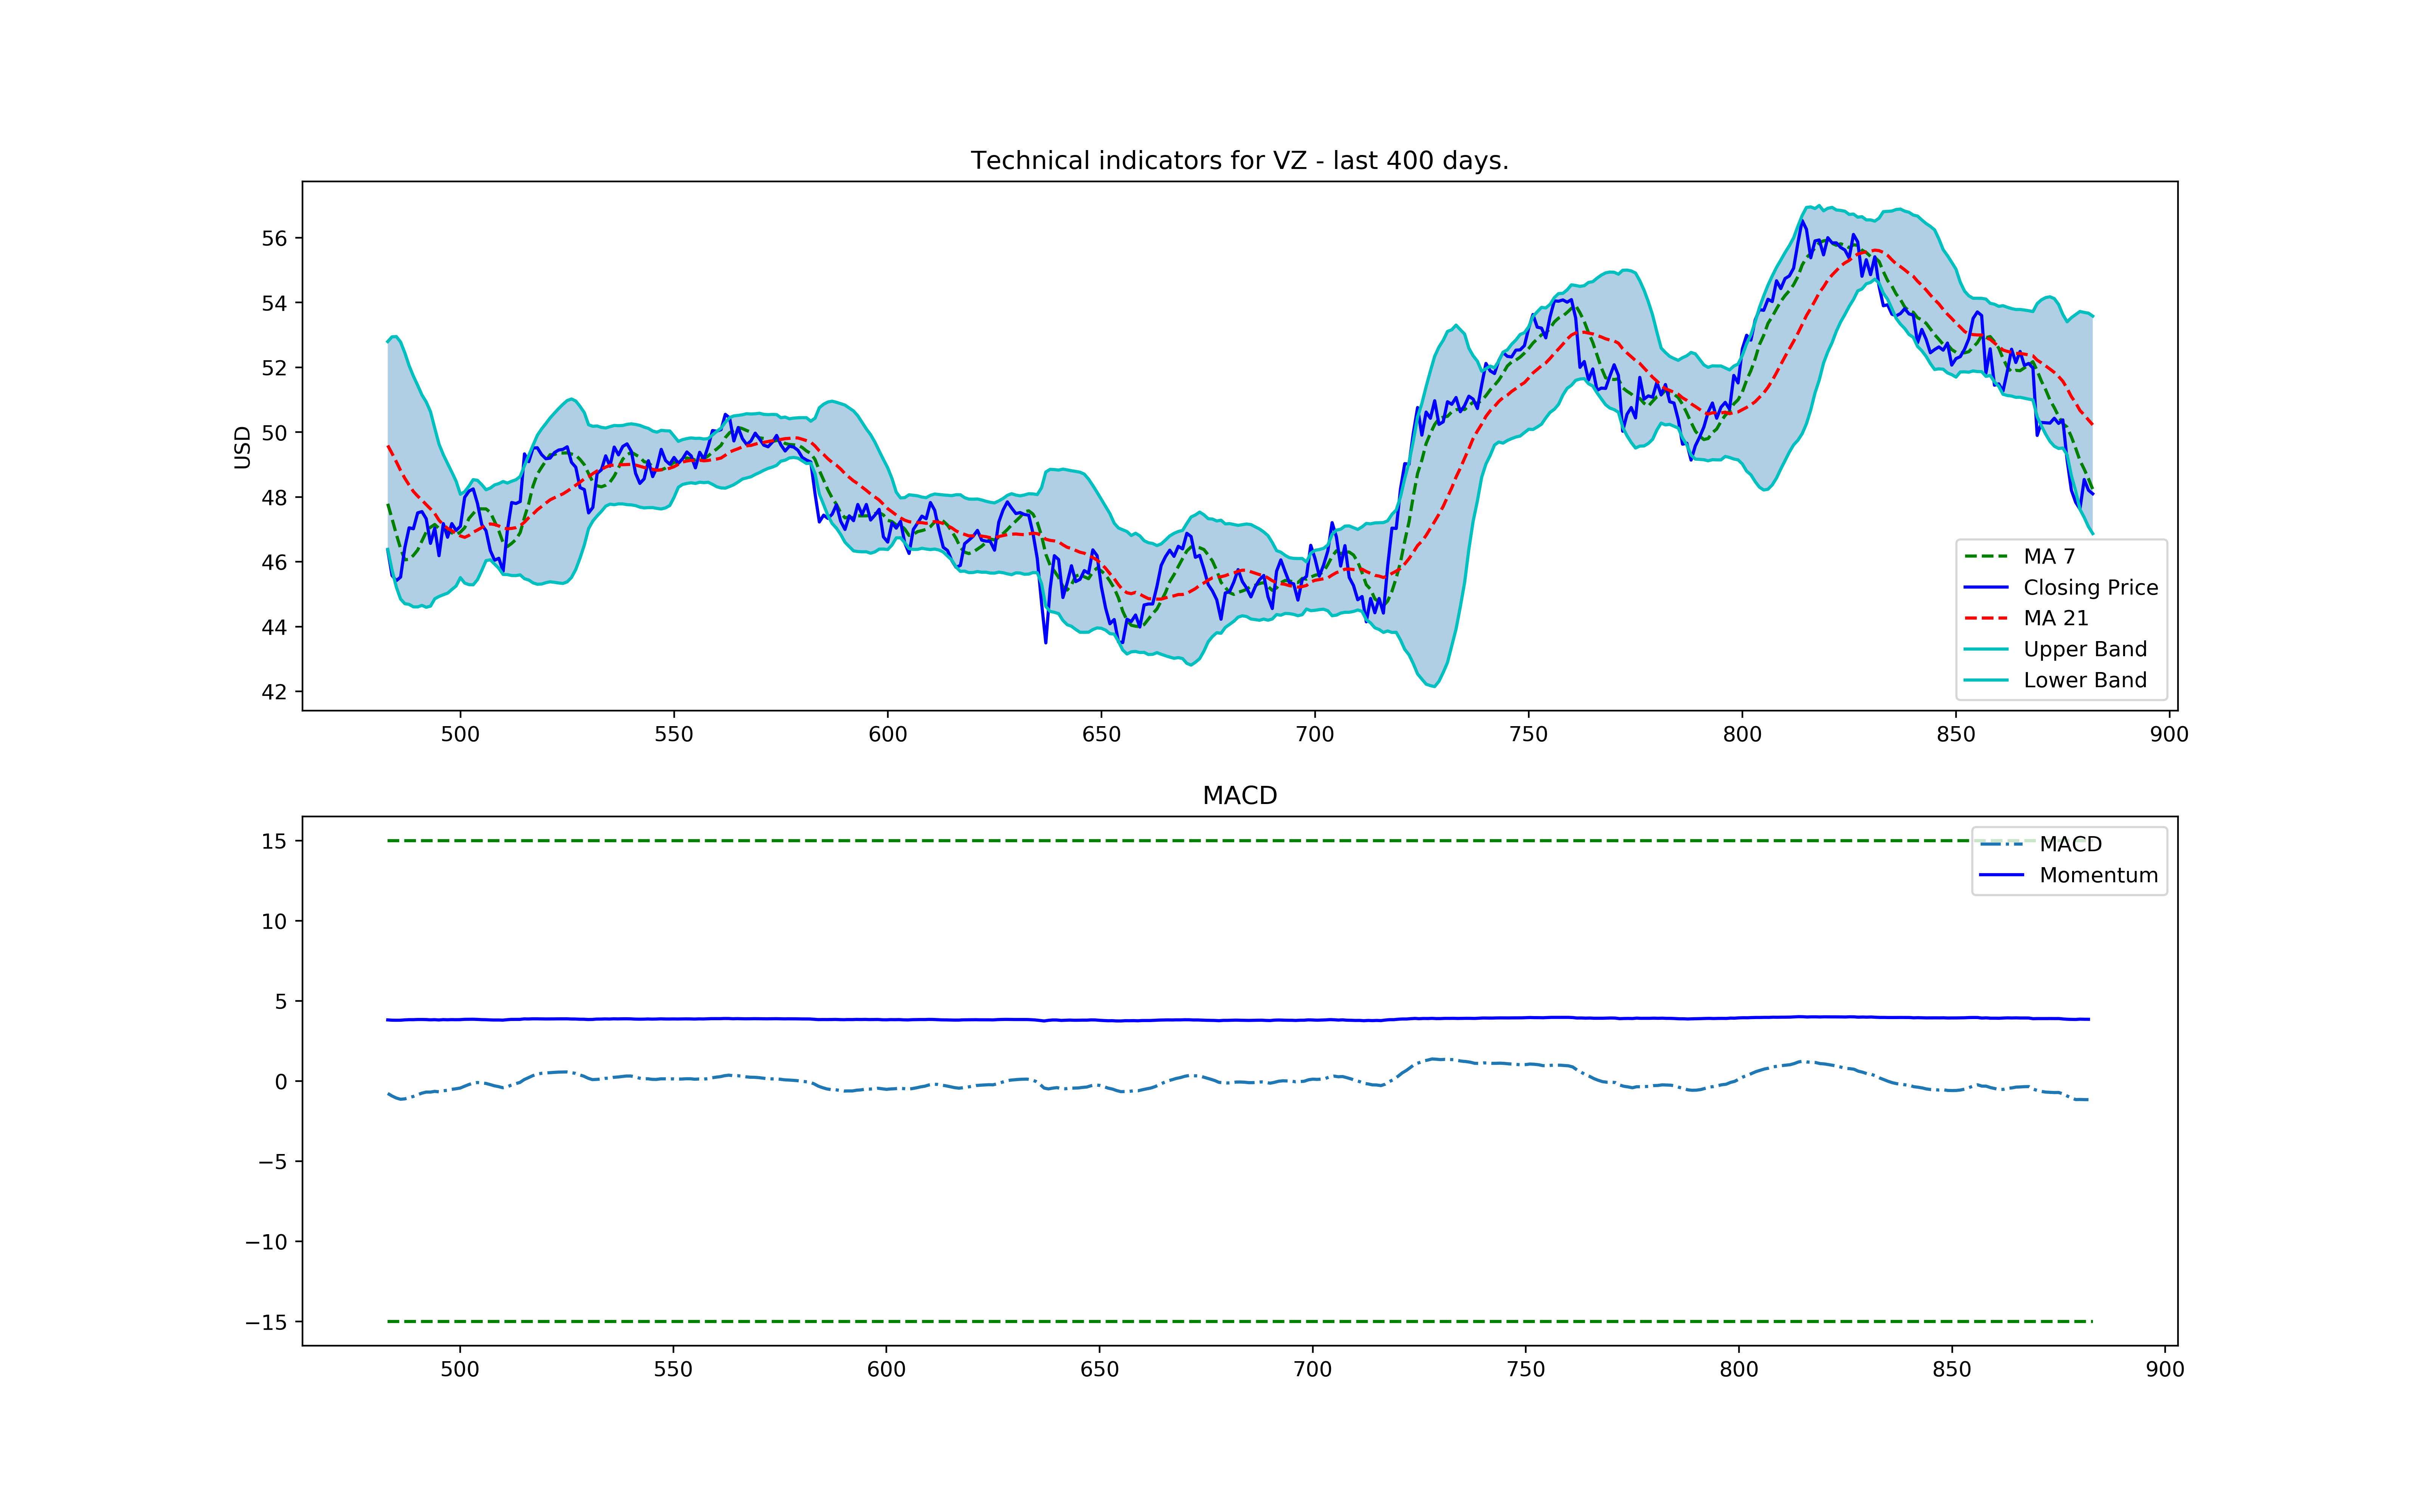 Technical indicators for VZ - last 400 days.
USD
56
54
52
50
48
46
44
42
500 550 600 650 700 750 800 850 900
MA 7
Closing Price
MA 21
Upper Band
Lower Band
MACD
15
10
5
0
−5
−10
−15
500 550 600 650 700 750 800 850 900
MACD
Momentum